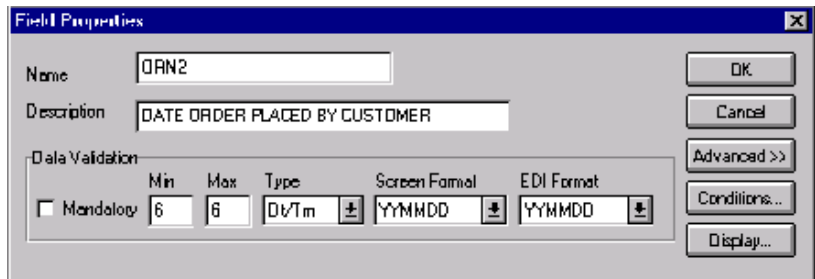 Field Properties
Name ORN2
Description DATE ORDER PLACED BY CUSTOMER
Data Validation
Min Max Type Screen Format EDI Format
Mandatory 6 6 Dt/Tm YYMMDD YYMMDD
OK
Cancel
Advanced >>
Conditions...
Display...